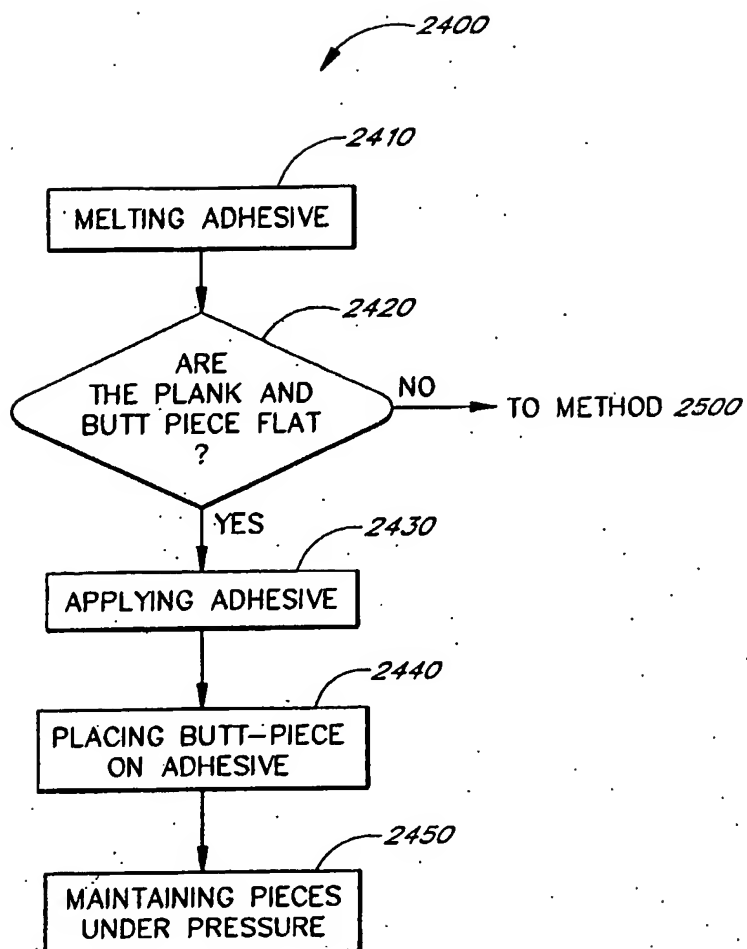 2400
2410
MELTING ADHESIVE
2420
ARE
THE PLANK AND
BUTT PIECE FLAT
?
NO
TO METHOD 2500
YES
2430
APPLYING ADHESIVE
2440
PLACING BUTT-PIECE
ON ADHESIVE
2450
MAINTAINING PIECES
UNDER PRESSURE